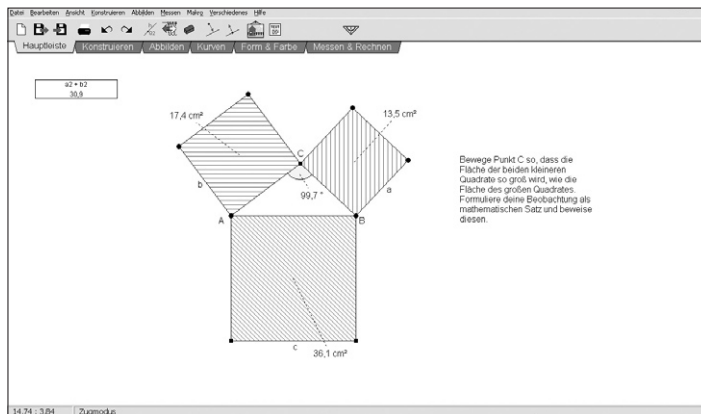 Datei Bearbeiten Ansicht Konstruieren Abbilden Messen Verschiedenes Hilfe
Hauptleiste Konstruieren Abbilden Kurven Form & Farbe Messen & Rechnen
a2 + b2
30,9
17,4 cm²
13,5 cm²
C
b
99,7 °
a
A
B
c
36,1 cm²
Bewege Punkt C so, dass die
Fläche der beiden kleineren
Quadrate so groß wird, wie die
Fläche des großen Quadrates.
Formuliere deine Beobachtung als
mathematischen Satz und beweise
diesen.
14.74 : 3.84 Zugmodus